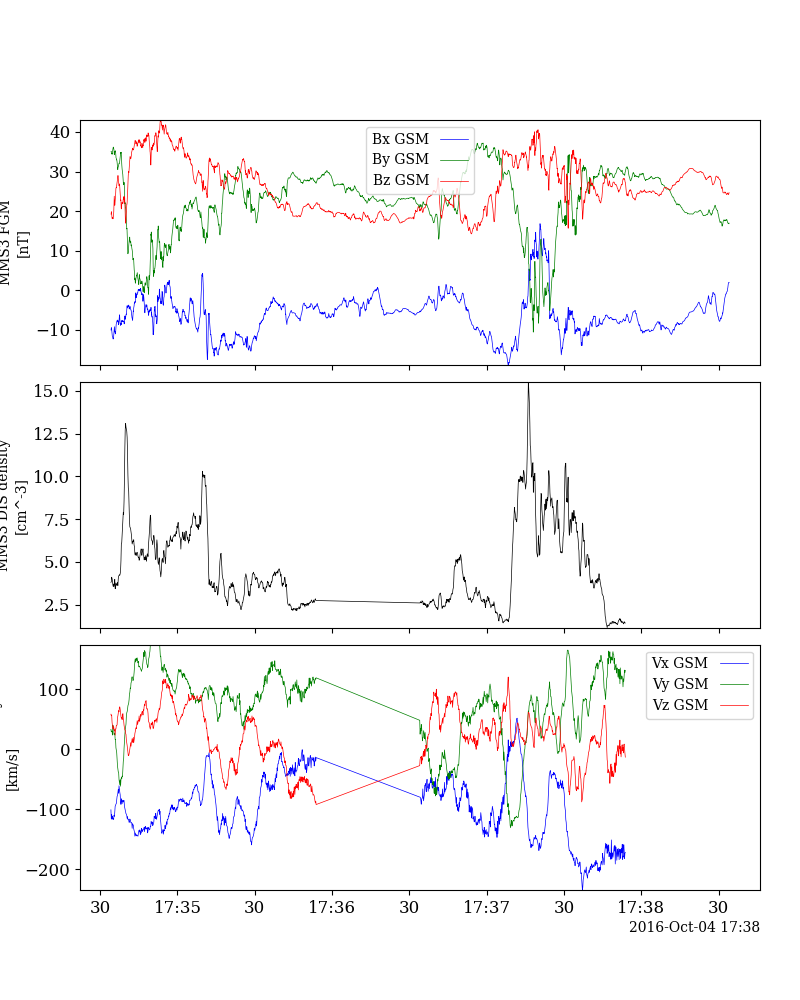 40
30
20
10
0
−10
MMS3 FGM
[nT]
Bx GSM
By GSM
Bz GSM
15.0
12.5
10.0
7.5
5.0
2.5
MMS3 DIS density
[cm^-3]
100
0
−100
−200
[km/s]
Vx GSM
Vy GSM
Vz GSM
30 17:35 30 17:36 30 17:37 30 17:38 30
2016-Oct-04 17:38